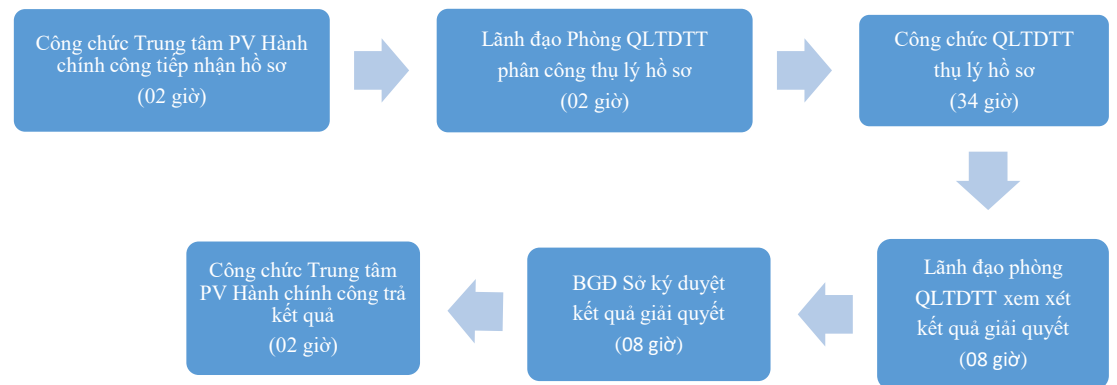 Công chức Trung tâm PV Hành
chính công tiếp nhận hồ sơ
(02 giờ)
Lãnh đạo Phòng QLTDTT
phân công thụ lý hồ sơ
(02 giờ)
Công chức QLTDTT
thụ lý hồ sơ
(34 giờ)
Lãnh đạo phòng
QLTDTT xem xét
kết quả giải quyết
(08 giờ)
BGĐ Sở ký duyệt
kết quả giải quyết
(08 giờ)
Công chức Trung tâm
PV Hành chính công trả
kết quả
(02 giờ)